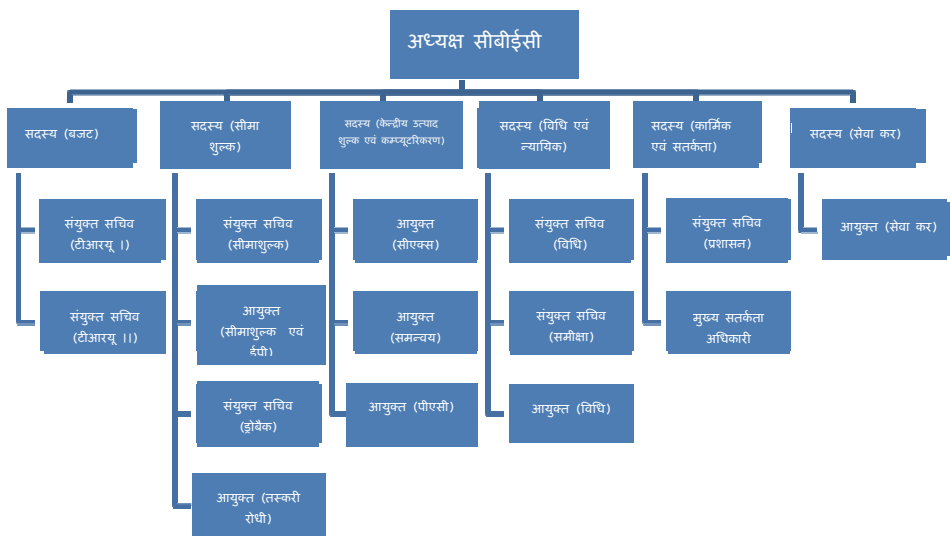 अध्यक्ष सीबीईसी
सदस्य (बजट)
संयुक्त सचिव
(टीआरयू ।)
संयुक्त सचिव
(टीआरयू ।।)
सदस्य (सीमा
शुल्क)
संयुक्त सचिव
(सीमाशुल्क)
आयुक्त
(सीमाशुल्क एवं
ईपी)
संयुक्त सचिव
(ड्रोबैक)
आयुक्त (तस्करी
रोधी)
सदस्य (केन्द्रीय उत्पाद
शुल्क एवं कम्प्यूटरिकरण)
आयुक्त
(सीएक्स)
आयुक्त
(समन्वय)
आयुक्त (पीएसी)
सदस्य (विधि एवं
न्यायिक)
संयुक्त सचिव
(विधि)
संयुक्त सचिव
(समीक्षा)
आयुक्त (विधि)
सदस्य (कार्मिक
एवं सतर्कता)
संयुक्त सचिव
(प्रशासन)
मुख्य सतर्कता
अधिकारी
सदस्य (सेवा कर)
आयुक्त (सेवा कर)